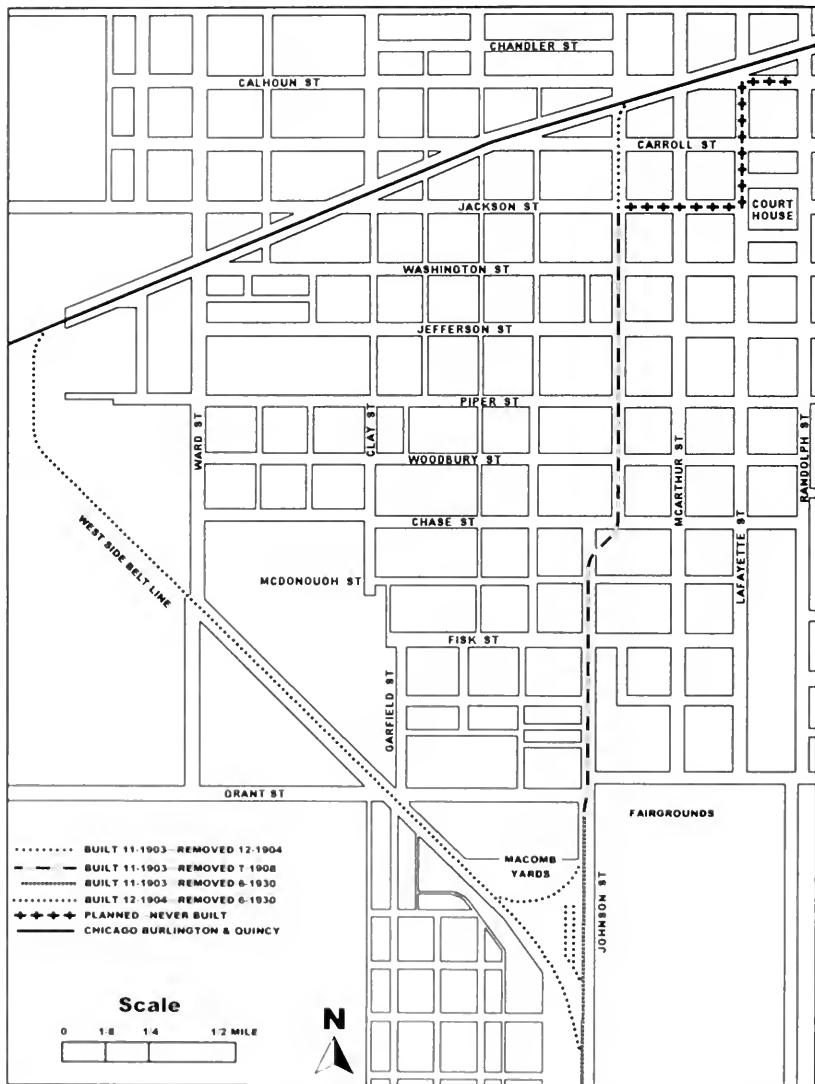 CHANDLER ST
CALHOUN ST
CARROLL ST
JACKSON ST
COURT
HOUSE
WASHINGTON ST
JEFFERSON ST
PIPER ST
WARD ST
CLAY ST
WOODBURY ST
MCARTHUR ST
RANDOLPH ST
CHASE ST
LAFAYETTE ST
WEST SIDE BELT LINE
MCDONOUGH ST
FISK ST
GARFIELD ST
GRANT ST
FAIRGROUNDS
MACOMB
YARDS
JOHNSON ST
BUILT 11-1903 REMOVED 12-1904
BUILT 11-1903 REMOVED 7-1908
BUILT 11-1903 REMOVED 6-1930
BUILT 12-1904 REMOVED 6-1930
PLANNED NEVER BUILT
CHICAGO BURLINGTON & QUINCY
Scale
0 1-8 1-4 1/2 MILE
N